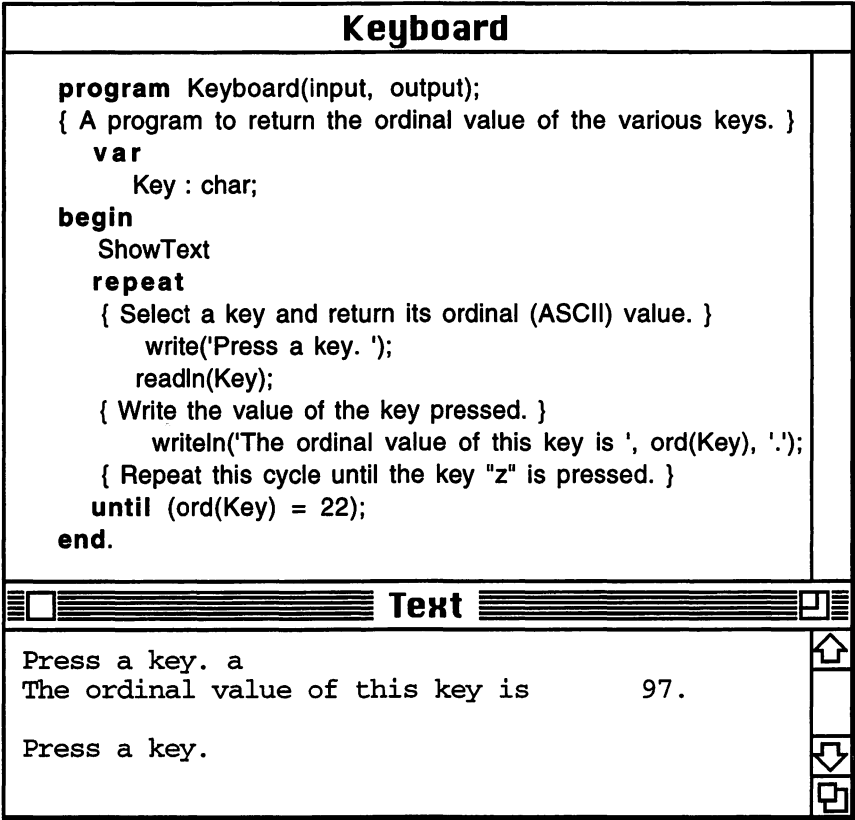 Keyboard
program Keyboard(input, output);
{ A program to return the ordinal value of the various keys. }
var
Key : char;
begin
ShowText
repeat
{ Select a key and return its ordinal (ASCII) value. }
write('Press a key. ');
readln(Key);
{ Write the value of the key pressed. }
writeln('The ordinal value of this key is ', ord(Key), '.');
{ Repeat this cycle until the key "z" is pressed. }
until (ord(Key) = 22);
end.
Text
Press a key. a
The ordinal value of this key is 97.
Press a key.